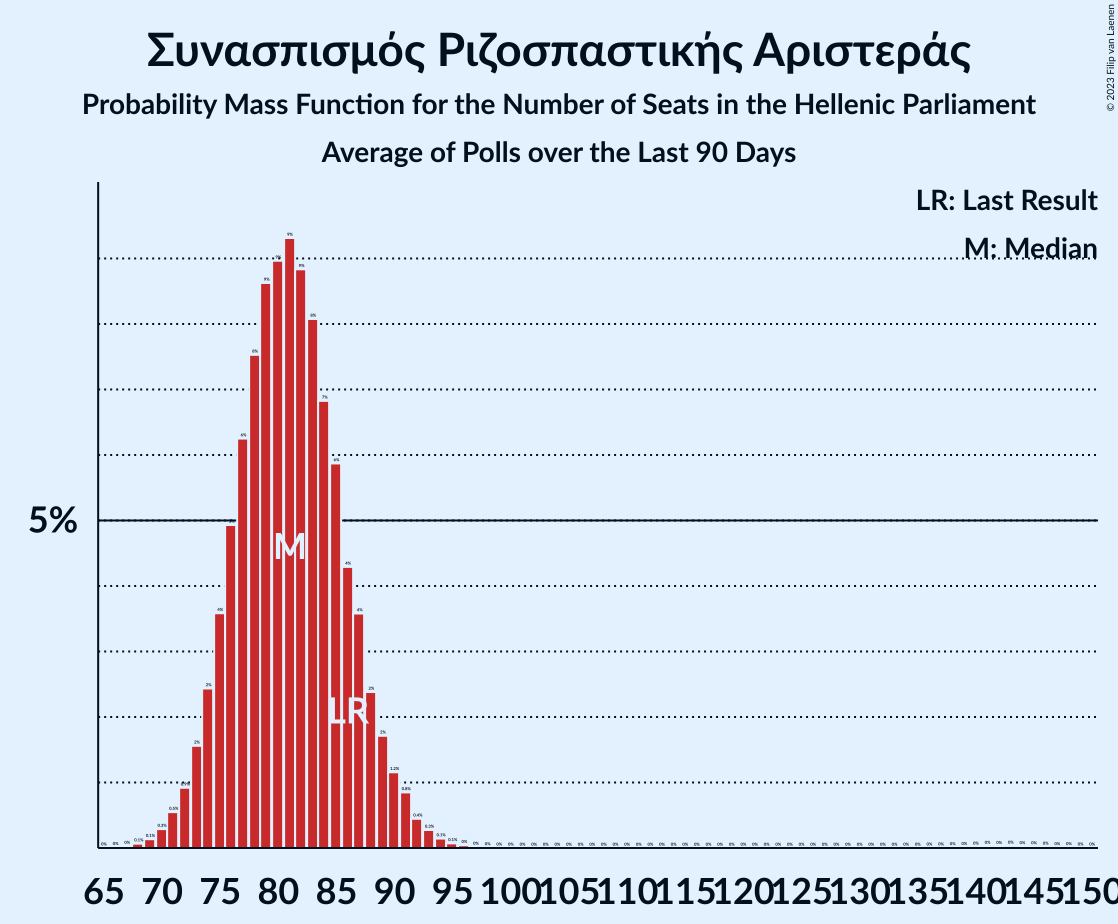 Συνασπισμός Ριζοσπαστικής Αριστεράς
Probability Mass Function for the Number of Seats in the Hellenic Parliament
Average of Polls over the Last 90 Days
© 2023 Filip van Laenen
LR: Last Result
M: Median
5%
M
LR
65 70 75 80 85 90 95 100 105 110 115 120 125 130 135 140 145 150